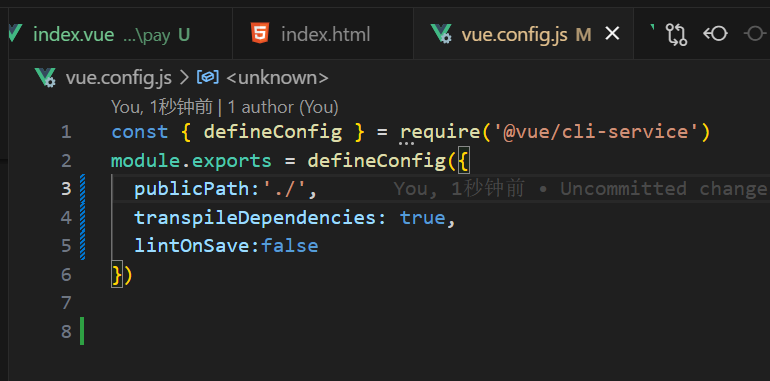 index.vue ...\pay U
index.html
vue.config.js M
vue.config.js > <unknown>
You, 1秒钟前 | 1 author (You)
1 const { defineConfig } = require('@vue/cli-service')
2 module.exports = defineConfig({
3 publicPath:'./', You, 1秒钟前 • Uncommitted change
4 transpileDependencies: true,
5 lintOnSave:false
6 })
7
8